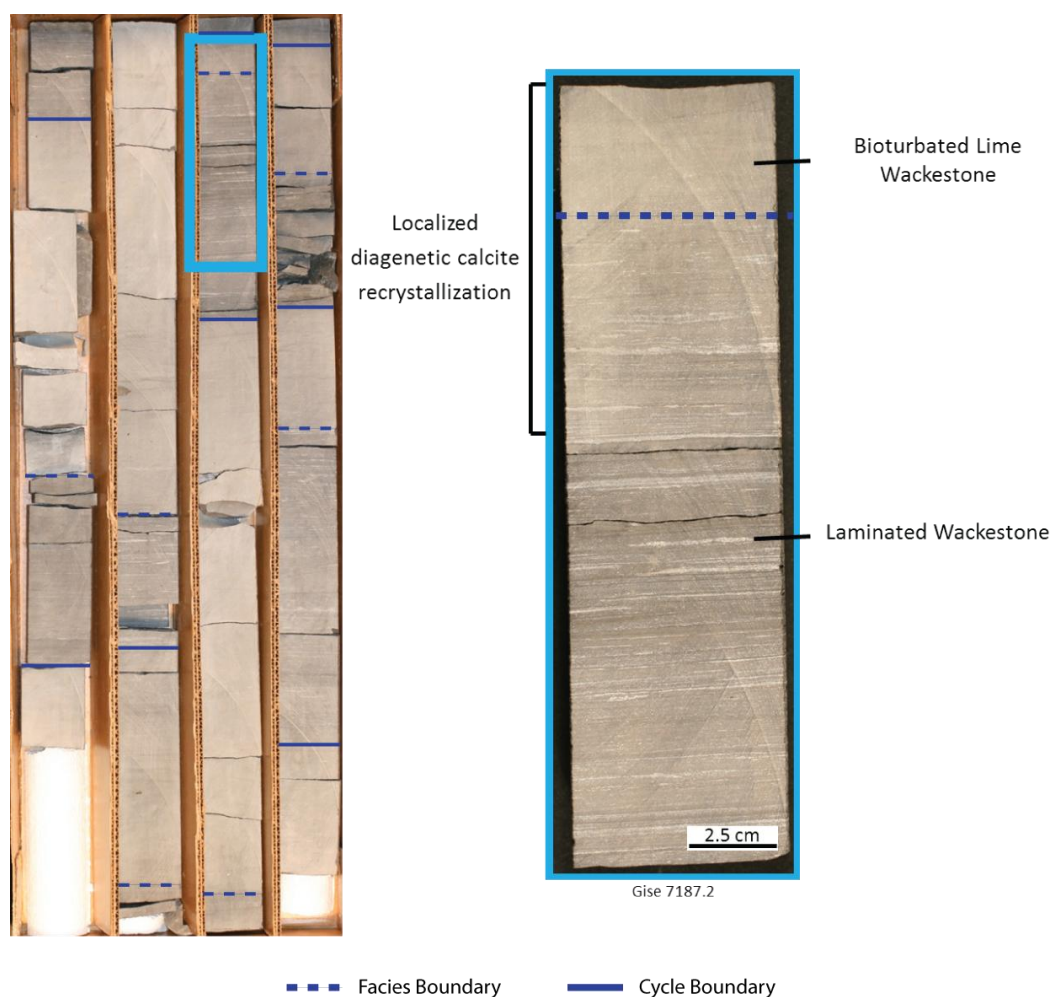 Localized
diagenetic calcite
recrystallization
Bioturbated Lime
Wackestone
Laminated Wackestone
2.5 cm
Gise 7187.2
Facies Boundary
Cycle Boundary